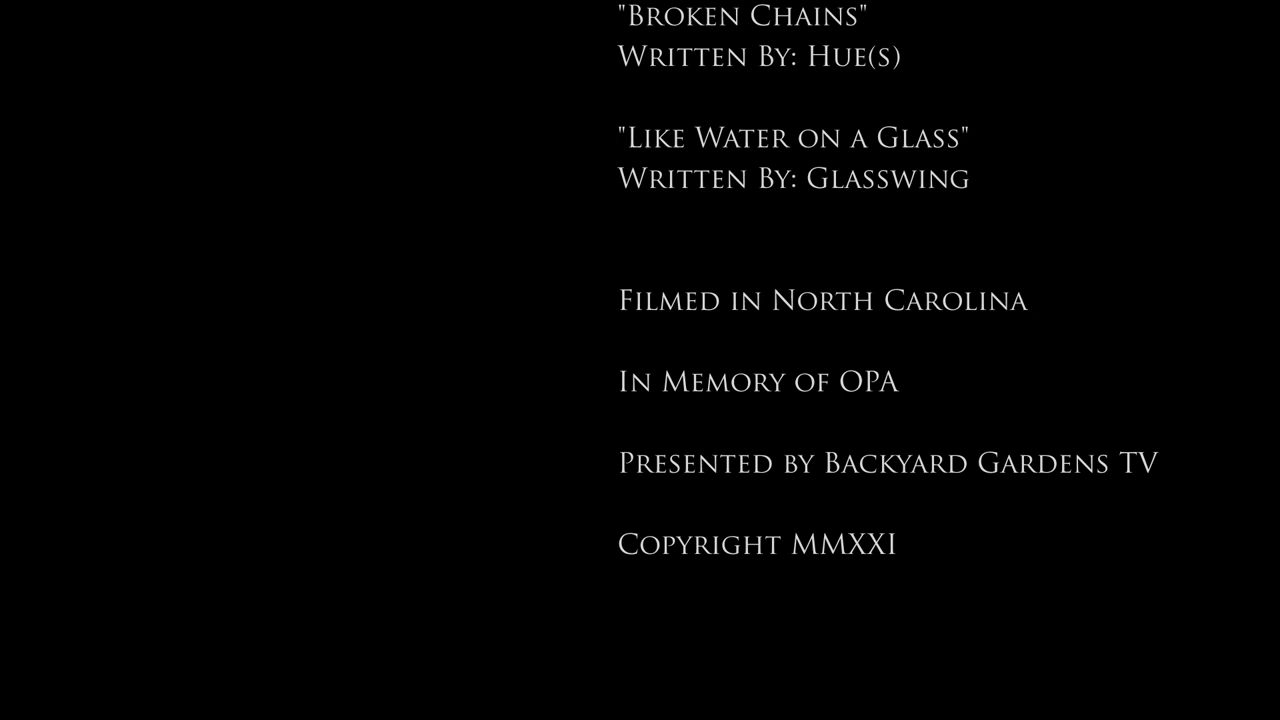 "Broken Chains"
Written By: Hue(s)
"Like Water on a Glass"
Written By: Glasswing
Filmed in North Carolina
In Memory of OPA
Presented by Backyard Gardens TV
Copyright MMXXI